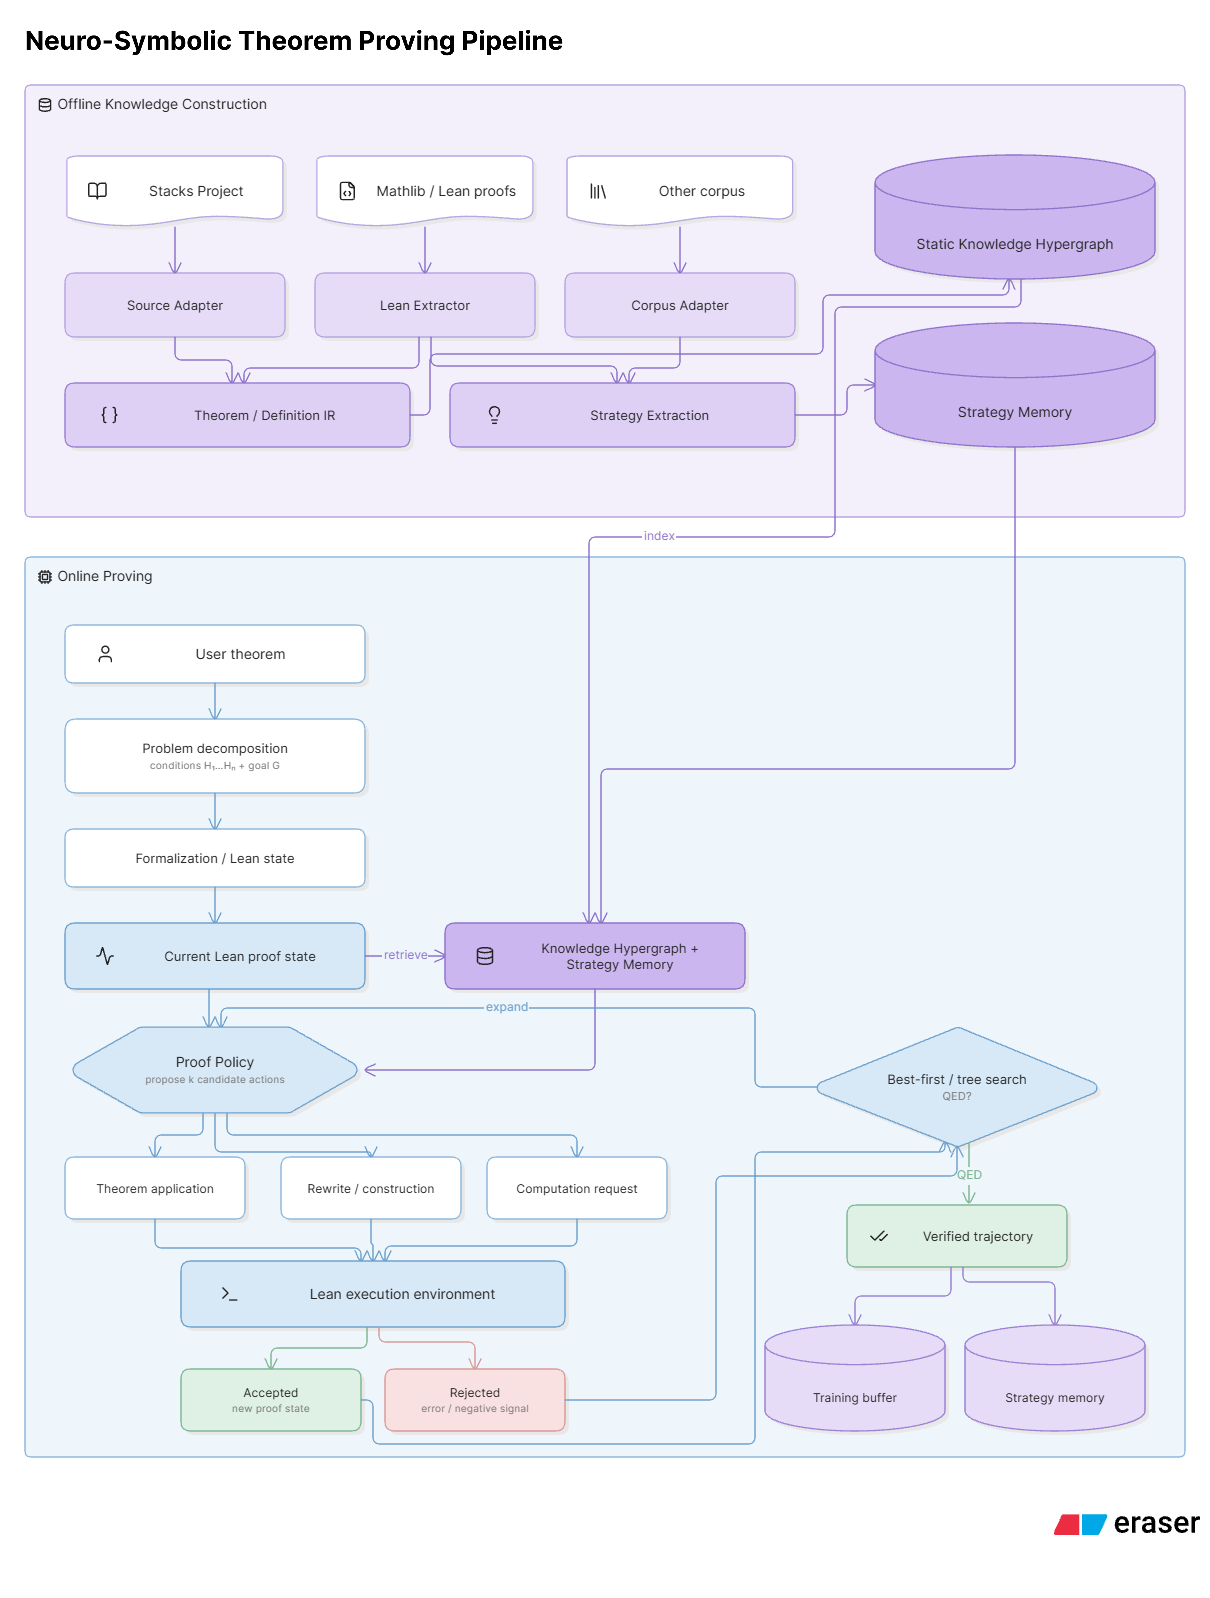 Neuro-Symbolic Theorem Proving Pipeline
Offline Knowledge Construction
Stacks Project
Mathlib / Lean proofs
Other corpus
Static Knowledge Hypergraph
Source Adapter
Lean Extractor
Corpus Adapter
Theorem / Definition IR
Strategy Extraction
Strategy Memory
index
Online Proving
User theorem
Problem decomposition
conditions H₁...Hₙ + goal G
Formalization / Lean state
Current Lean proof state
retrieve
Knowledge Hypergraph +
Strategy Memory
expand
Proof Policy
propose k candidate actions
Best-first / tree search
QED?
QED
Theorem application
Rewrite / construction
Computation request
Verified trajectory
Lean execution environment
Accepted
new proof state
Rejected
error / negative signal
Training buffer
Strategy memory
eraser